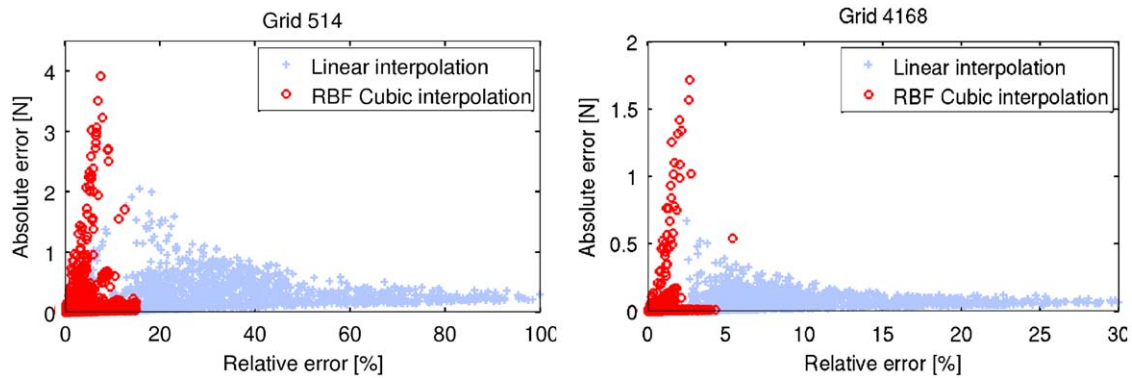 Grid 514
Linear interpolation
RBF Cubic interpolation
Absolute error [N]
4
3
2
1
0
0
20
40
60
80
100
Relative error [%]
Grid 4168
Linear interpolation
RBF Cubic interpolation
Absolute error [N]
2
1.5
1
0.5
0
0
5
10
15
20
25
30
Relative error [%]